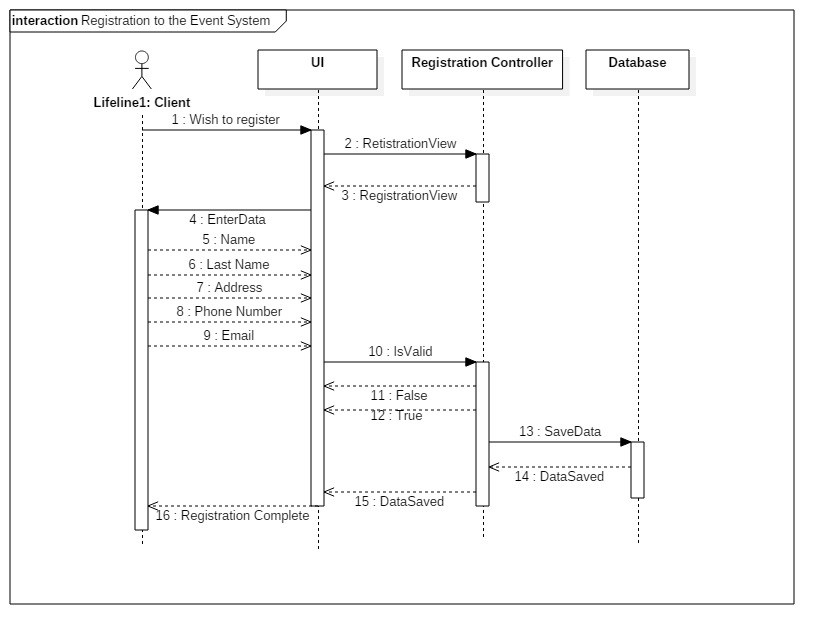 interaction Registration to the Event System
UI
Registration Controller
Database
Lifeline1: Client
1 : Wish to register
2 : RetistrationView
3 : RegistrationView
4 : EnterData
5 : Name
6 : Last Name
7 : Address
8 : Phone Number
9 : Email
10 : IsValid
11 : False
12 : True
13 : SaveData
14 : DataSaved
15 : DataSaved
16 : Registration Complete